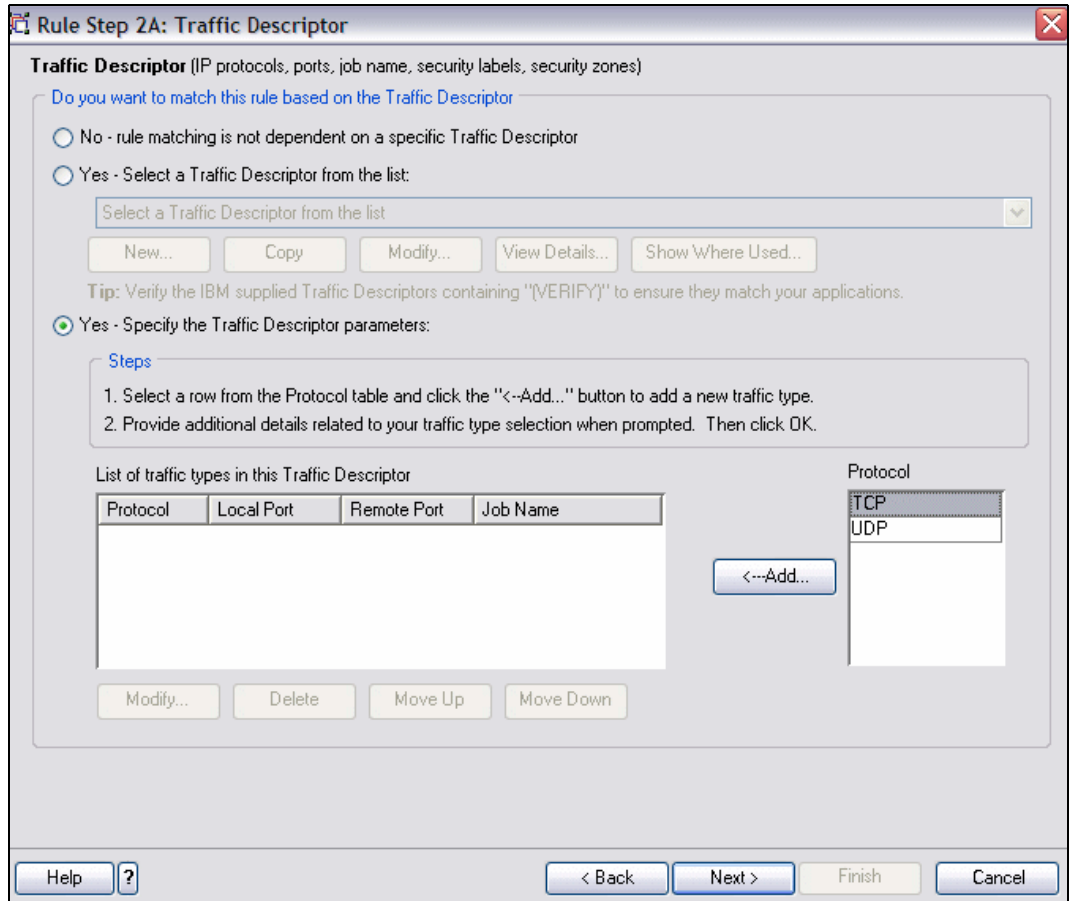 Rule Step 2A: Traffic Descriptor
Traffic Descriptor (IP protocols, ports, job name, security labels, security zones)
Do you want to match this rule based on the Traffic Descriptor
No - rule matching is not dependent on a specific Traffic Descriptor
Yes - Select a Traffic Descriptor from the list:
Select a Traffic Descriptor from the list
New... Copy Modify... View Details... Show Where Used...
Tip: Verify the IBM supplied Traffic Descriptors containing "(VERIFY)" to ensure they match your applications.
Yes - Specify the Traffic Descriptor parameters:
Steps
1. Select a row from the Protocol table and click the "<--Add..." button to add a new traffic type.
2. Provide additional details related to your traffic type selection when prompted. Then click OK.
List of traffic types in this Traffic Descriptor
Protocol Local Port Remote Port Job Name
Protocol
TCP
UDP
<---Add...
Modify... Delete Move Up Move Down
Help ? < Back Next > Finish Cancel